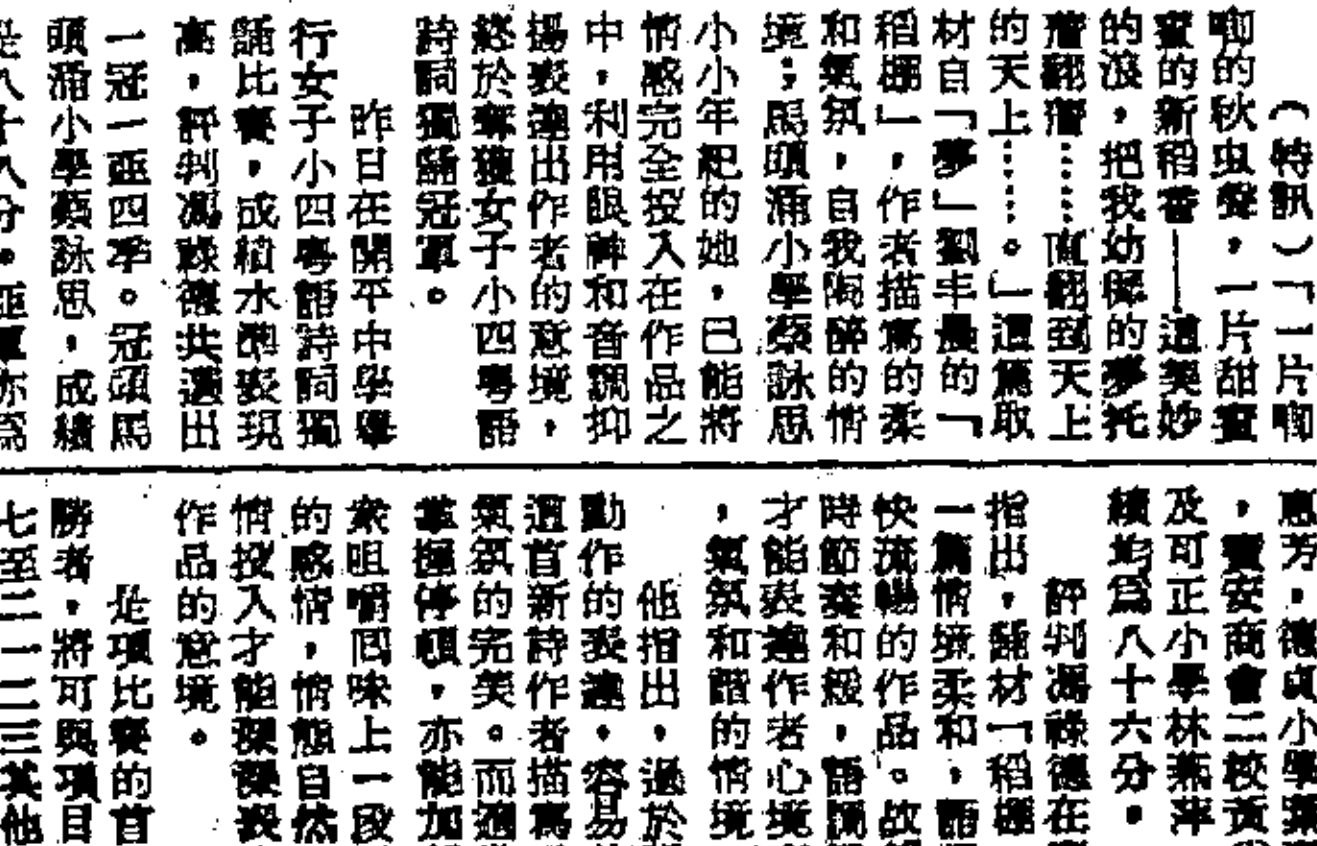 （特訊）「一片唧
唧的秋虫聲，一片甜蜜
蜜的新稻香——這美妙
的浪，把我幼嫩的夢托
着翻着……直翻到天上
的天上……。」這篇取
材自「夢」劉丰最的「
稻棚」，作者描寫的柔
和氣氛，自我陶醉的情
境；馬頭涌小學蔡詠思
小小年紀的她，已能將
情感完全投入在作品之
中，利用眼神和音調抑
揚表達出作者的意境，
終於奪獲女子小四粵語
詩詞獨誦冠軍。
昨日在開平中學舉
行女子小四粵語詩詞獨
誦比賽，成績水準表現
高，評判馮祿德共選出
一冠一亞四季。冠頭馬
頭涌小學蔡詠思，成績
是八十八分。亞軍亦爲
惠芳，德貞小學葉
，寶安商會二校黃
及可正小學林燕萍
續均爲八十六分。
評判馮祿德在
指出，誦材「稻棚
一篇情境柔和，語
快流暢的作品。故
時節奏和緩，語調
才能表達作者心境
，氣氛和諧的情境
他指出，過於
動作的表達，容易
這首新詩作者描寫
氣氛的完美。而適
掌握停頓，亦能加
衆咀嚼回味上一段
的感情，情態自然
情投入才能深深表
作品的意境。
是項比賽的首
勝者，將可與項目
七至二一二三其他